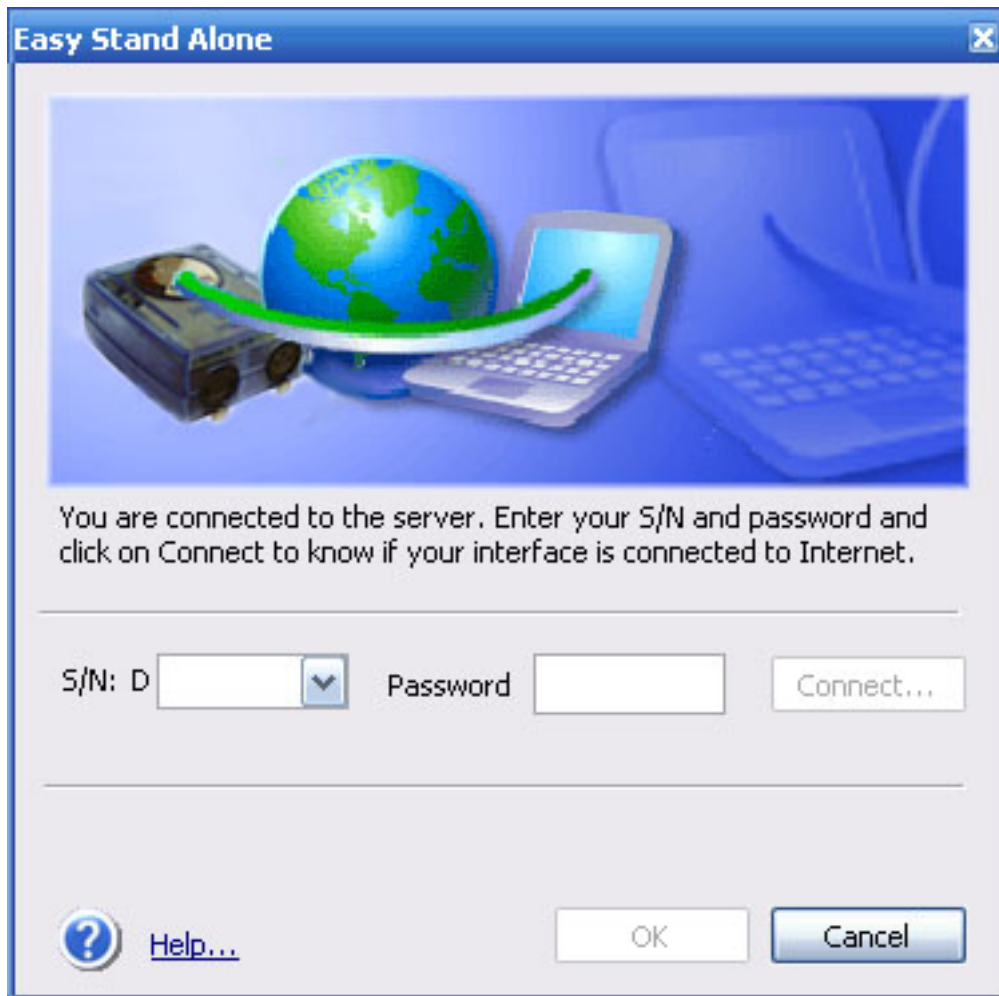 Easy Stand Alone
You are connected to the server. Enter your S/N and password and
click on Connect to know if your interface is connected to Internet.
S/N: D
Password
Connect...
Help...
OK
Cancel